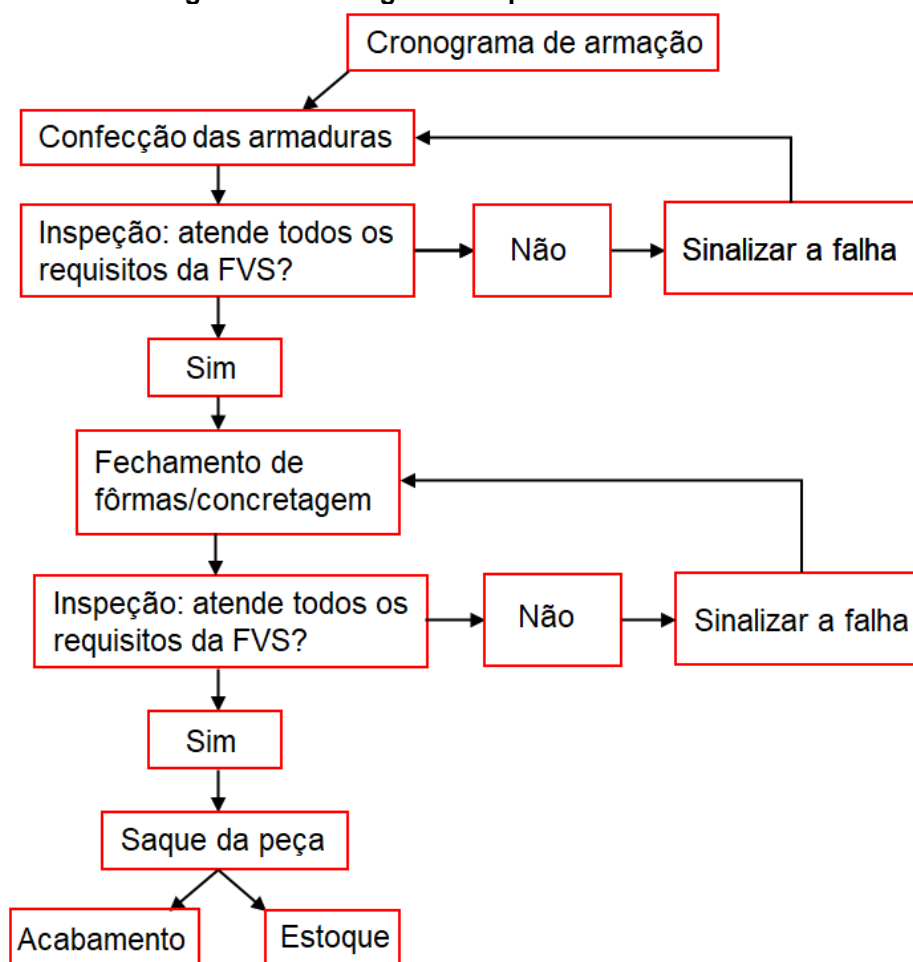 Cronograma de armação
Confecção das armaduras
Inspeção: atende todos os
requisitos da FVS?
Não
Sinalizar a falha
Sim
Fechamento de
fôrmas/concretagem
Inspeção: atende todos os
requisitos da FVS?
Não
Sinalizar a falha
Sim
Saque da peça
Acabamento
Estoque